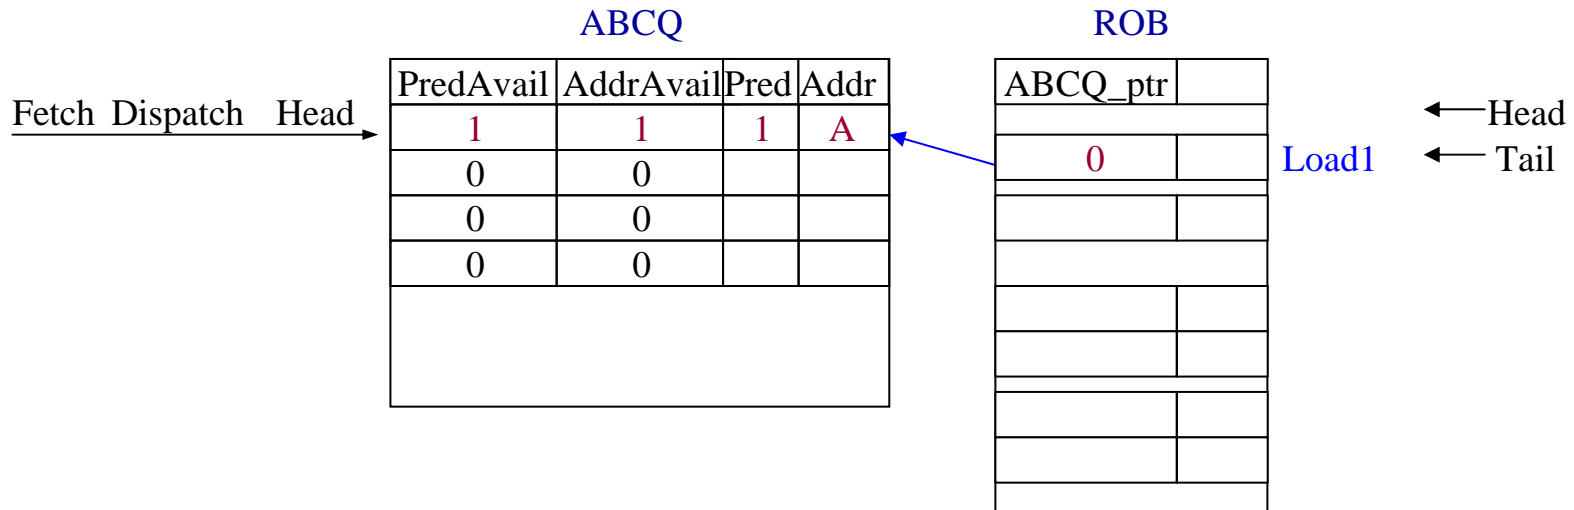 ABCQ ROB
PredAvail AddrAvail Pred Addr ABCQ_ptr
Fetch Dispatch Head 1 1 1 A Head
0 0 0 Load1 Tail
0 0
0 0